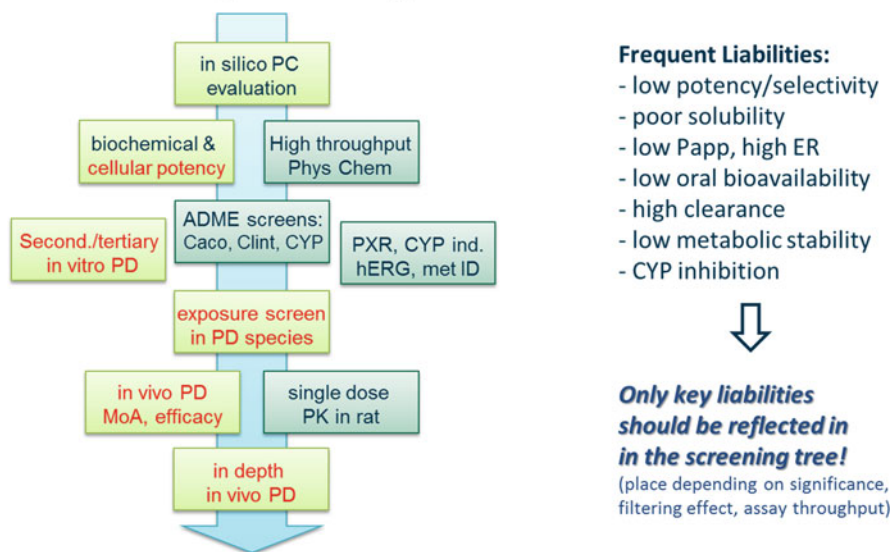 in silico PC
evaluation
biochemical &
cellular potency
High throughput
Phys Chem
Second./tertiary
in vitro PD
ADME screens:
Caco, Clint, CYP
PXR, CYP ind.
hERG, met ID
exposure screen
in PD species
in vivo PD
MoA, efficacy
single dose
PK in rat
in depth
in vivo PD
Frequent Liabilities:
- low potency/selectivity
- poor solubility
- low Papp, high ER
- low oral bioavailability
- high clearance
- low metabolic stability
- CYP inhibition
Only key liabilities
should be reflected in
in the screening tree!
(place depending on significance,
filtering effect, assay throughput)